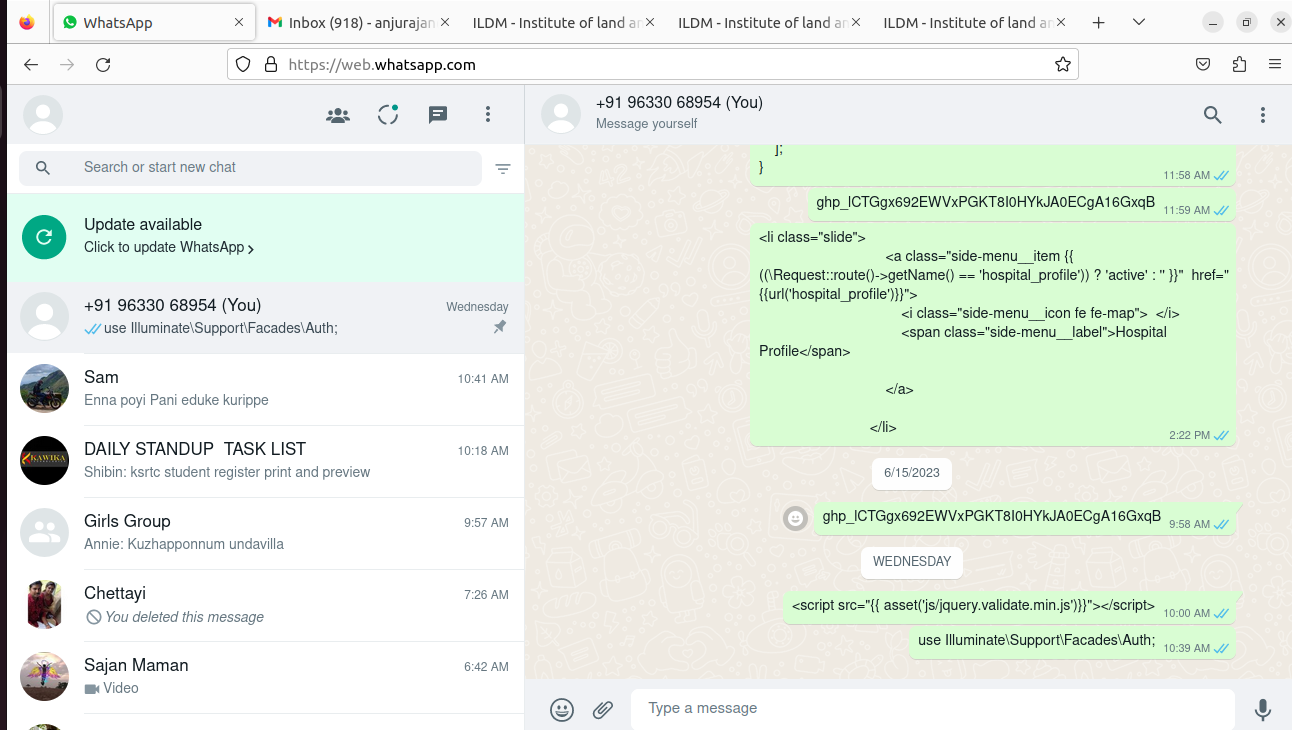 WhatsApp
Inbox (918) - anjurajan
ILDM - Institute of land an
ILDM - Institute of land an
ILDM - Institute of land an
https://web.whatsapp.com
+91 96330 68954 (You)
Message yourself
Search or start new chat
Update available
Click to update WhatsApp
+91 96330 68954 (You)
Wednesday
use Illuminate\Support\Facades\Auth;
Sam
10:41 AM
Enna poyi Pani eduke kurippe
DAILY STANDUP TASK LIST
10:18 AM
Shibin: ksrtc student register print and preview
KAWIKA
Girls Group
9:57 AM
Annie: Kuzhapponnum undavilla
Chettayi
7:26 AM
You deleted this message
Sajan Maman
6:42 AM
Video
];
}
11:58 AM
11:59 AM
<li class="slide">
<a class="side-menu__item {{
((\Request::route()->getName() == 'hospital_profile')) ? 'active' : '' }}" href="
{{url('hospital_profile')}}">
<i class="side-menu__icon fe fe-map"> </i>
<span class="side-menu__label">Hospital
Profile</span>
</a>
</li>
2:22 PM
6/15/2023
9:58 AM
WEDNESDAY
<script src="{{ asset('js/jquery.validate.min.js')}}"></script>
10:00 AM
use Illuminate\Support\Facades\Auth;
10:39 AM
Type a message